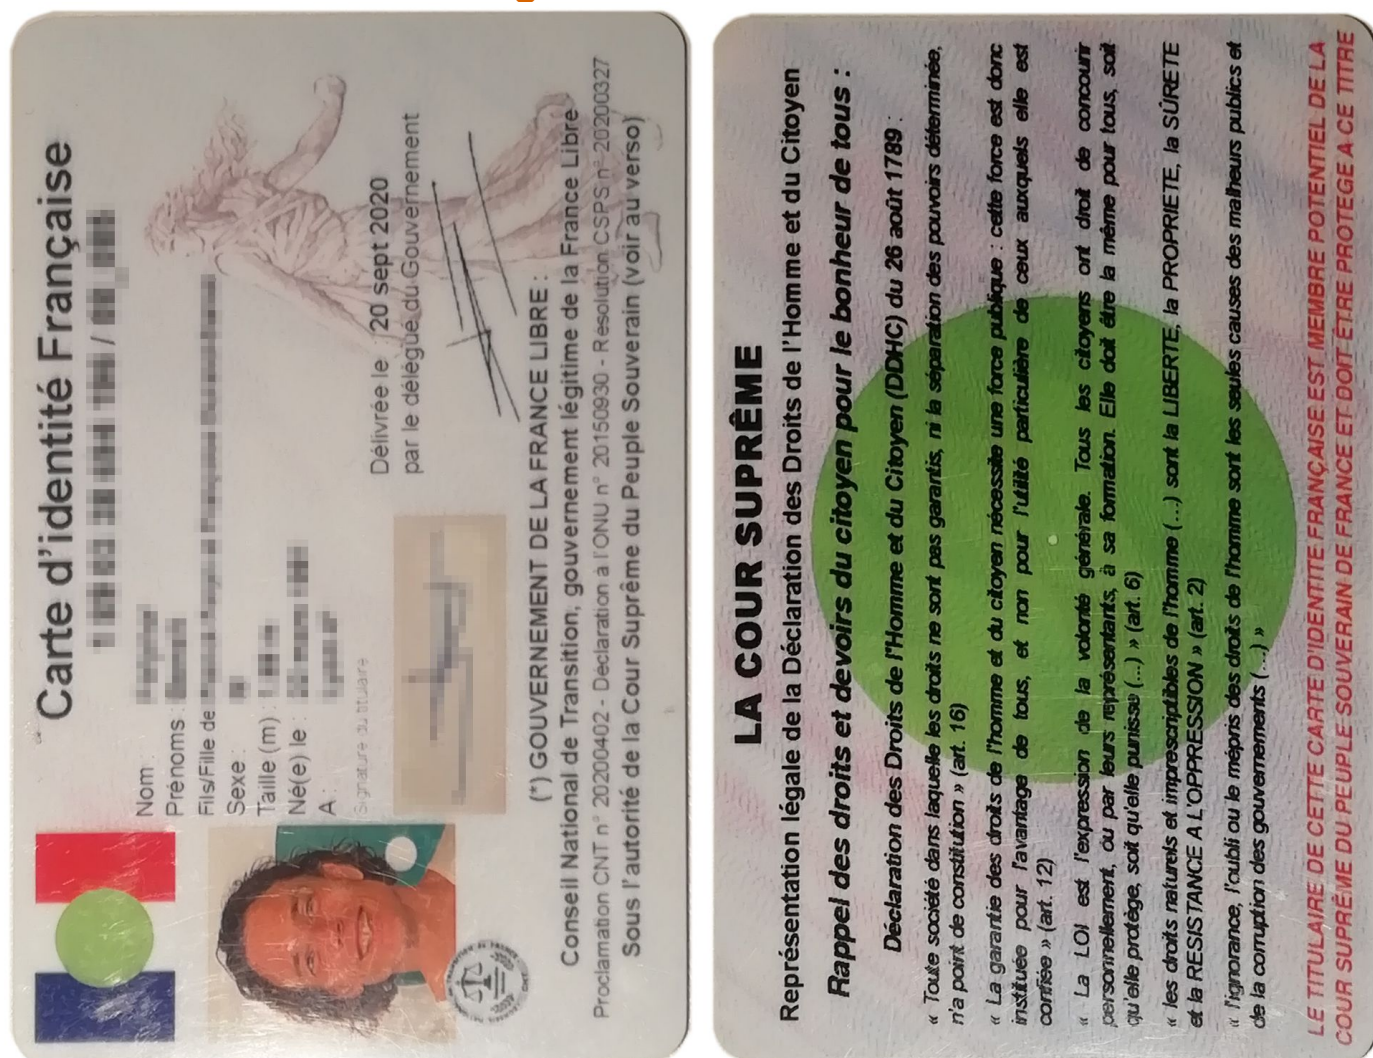 Carte d'identité Française
Nom :
Prénoms :
Fils/Fille de
Sexe :
Taille (m) :
Né(e) le :
A :
Signature du titulaire
Délivrée le : 20 sept 2020
par le délégué du Gouvernement
(*) GOUVERNEMENT DE LA FRANCE LIBRE :
Conseil National de Transition, gouvernement légitime de la France Libre
Proclamation CNT n° 20200402 - Déclaration à l'ONU n° 20150930 - Resolution CSPS n° 20200327
Sous l'autorité de la Cour Suprême du Peuple Souverain (voir au verso)
LA COUR SUPRÊME
Représentation légale de la Déclaration des Droits de l'Homme et du Citoyen
Rappel des droits et devoirs du citoyen pour le bonheur de tous :
Déclaration des Droits de l'Homme et du Citoyen (DDHC) du 26 août 1789 :
« Toute société dans laquelle les droits ne sont pas garantis, ni la séparation des pouvoirs déterminée,
n'a point de constitution » (art. 16)
« La garantie des droits de l'homme et du citoyen nécessite une force publique : cette force est donc
instituée pour l'avantage de tous, et non pour l'utilité particulière de ceux auxquels elle est
confiée » (art. 12)
« La LOI est l'expression de la volonté générale. Tous les citoyens ont droit de concourir
personnellement, ou par leurs représentants, à sa formation. Elle doit être la même pour tous, soit
qu'elle protège, soit qu'elle punisse (...) » (art. 6)
« les droits naturels et imprescriptibles de l'homme (...) sont la LIBERTE, la PROPRIETE, la SÛRETE
et la RESISTANCE A L'OPPRESSION » (art. 2)
« l'ignorance, l'oubli ou le mépris des droits de l'homme sont les seules causes des malheurs publics et
de la corruption des gouvernements (...) »
LE TITULAIRE DE CETTE CARTE D'IDENTITE FRANÇAISE EST MEMBRE POTENTIEL DE LA
COUR SUPRÊME DU PEUPLE SOUVERAIN DE FRANCE ET DOIT ÊTRE PROTEGE A CE TITRE